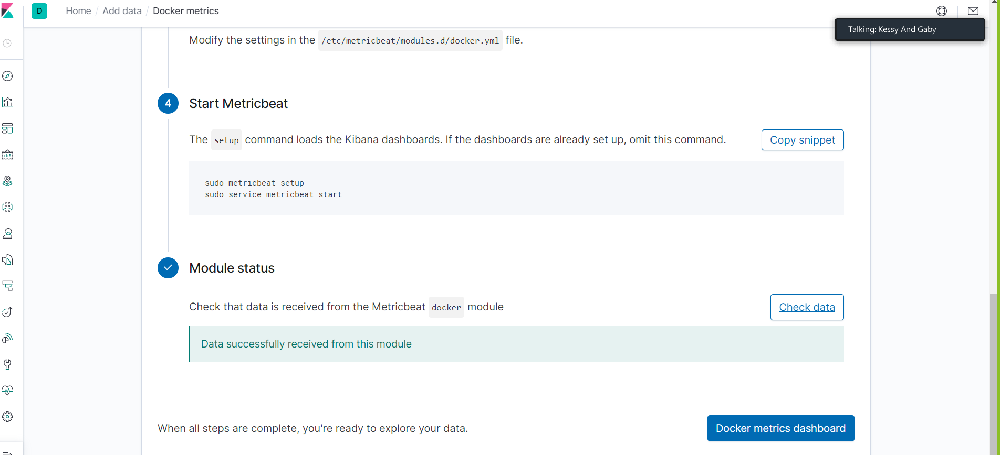 D Home / Add data / Docker metrics
Talking: Kessy And Gaby
Modify the settings in the /etc/metricbeat/modules.d/docker.yml file.
4 Start Metricbeat
The setup command loads the Kibana dashboards. If the dashboards are already set up, omit this command.
Copy snippet
sudo metricbeat setup
sudo service metricbeat start
Module status
Check that data is received from the Metricbeat docker module
Check data
Data successfully received from this module
When all steps are complete, you're ready to explore your data.
Docker metrics dashboard